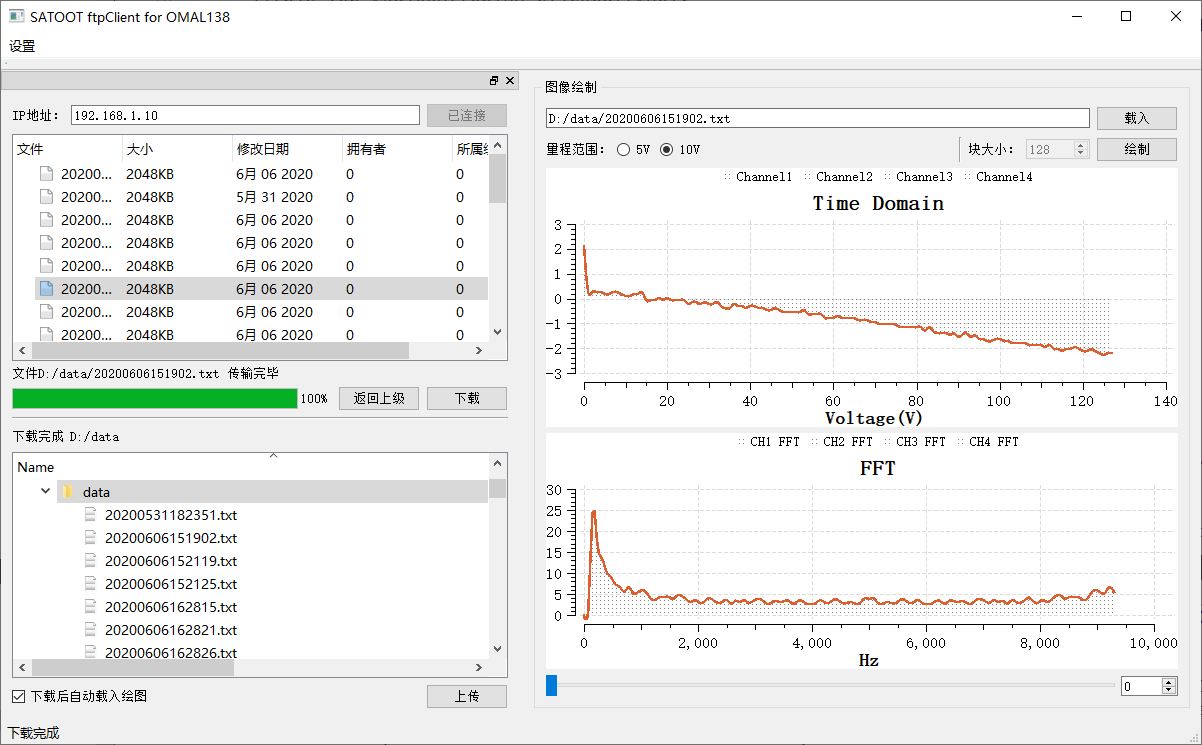 SATOOT ftpClient for OMAL138
设置
IP地址： 192.168.1.10 已连接
文件 大小 修改日期 拥有者 所属
20200... 2048KB 6月 06 2020 0 0
20200... 2048KB 5月 31 2020 0 0
20200... 2048KB 6月 06 2020 0 0
20200... 2048KB 6月 06 2020 0 0
20200... 2048KB 6月 06 2020 0 0
20200... 2048KB 6月 06 2020 0 0
20200... 2048KB 6月 06 2020 0 0
20200... 2048KB 6月 06 2020 0 0
文件D:/data/20200606151902.txt 传输完毕
100% 返回上级 下载
下载完成 D:/data
Name
data
20200531182351.txt
20200606151902.txt
20200606152119.txt
20200606152125.txt
20200606162815.txt
20200606162821.txt
20200606162826.txt
下载后自动载入绘图 上传
下载完成
图像绘制
D:/data/20200606151902.txt 载入
量程范围： 5V 10V 块大小： 128 绘制
Channel1 Channel2 Channel3 Channel4
Time Domain
3
2
1
0
-1
-2
-3
0 20 40 60 80 100 120 140
Voltage(V)
CH1 FFT CH2 FFT CH3 FFT CH4 FFT
FFT
30
25
20
15
10
5
0
0 2,000 4,000 6,000 8,000 10,000
Hz
0